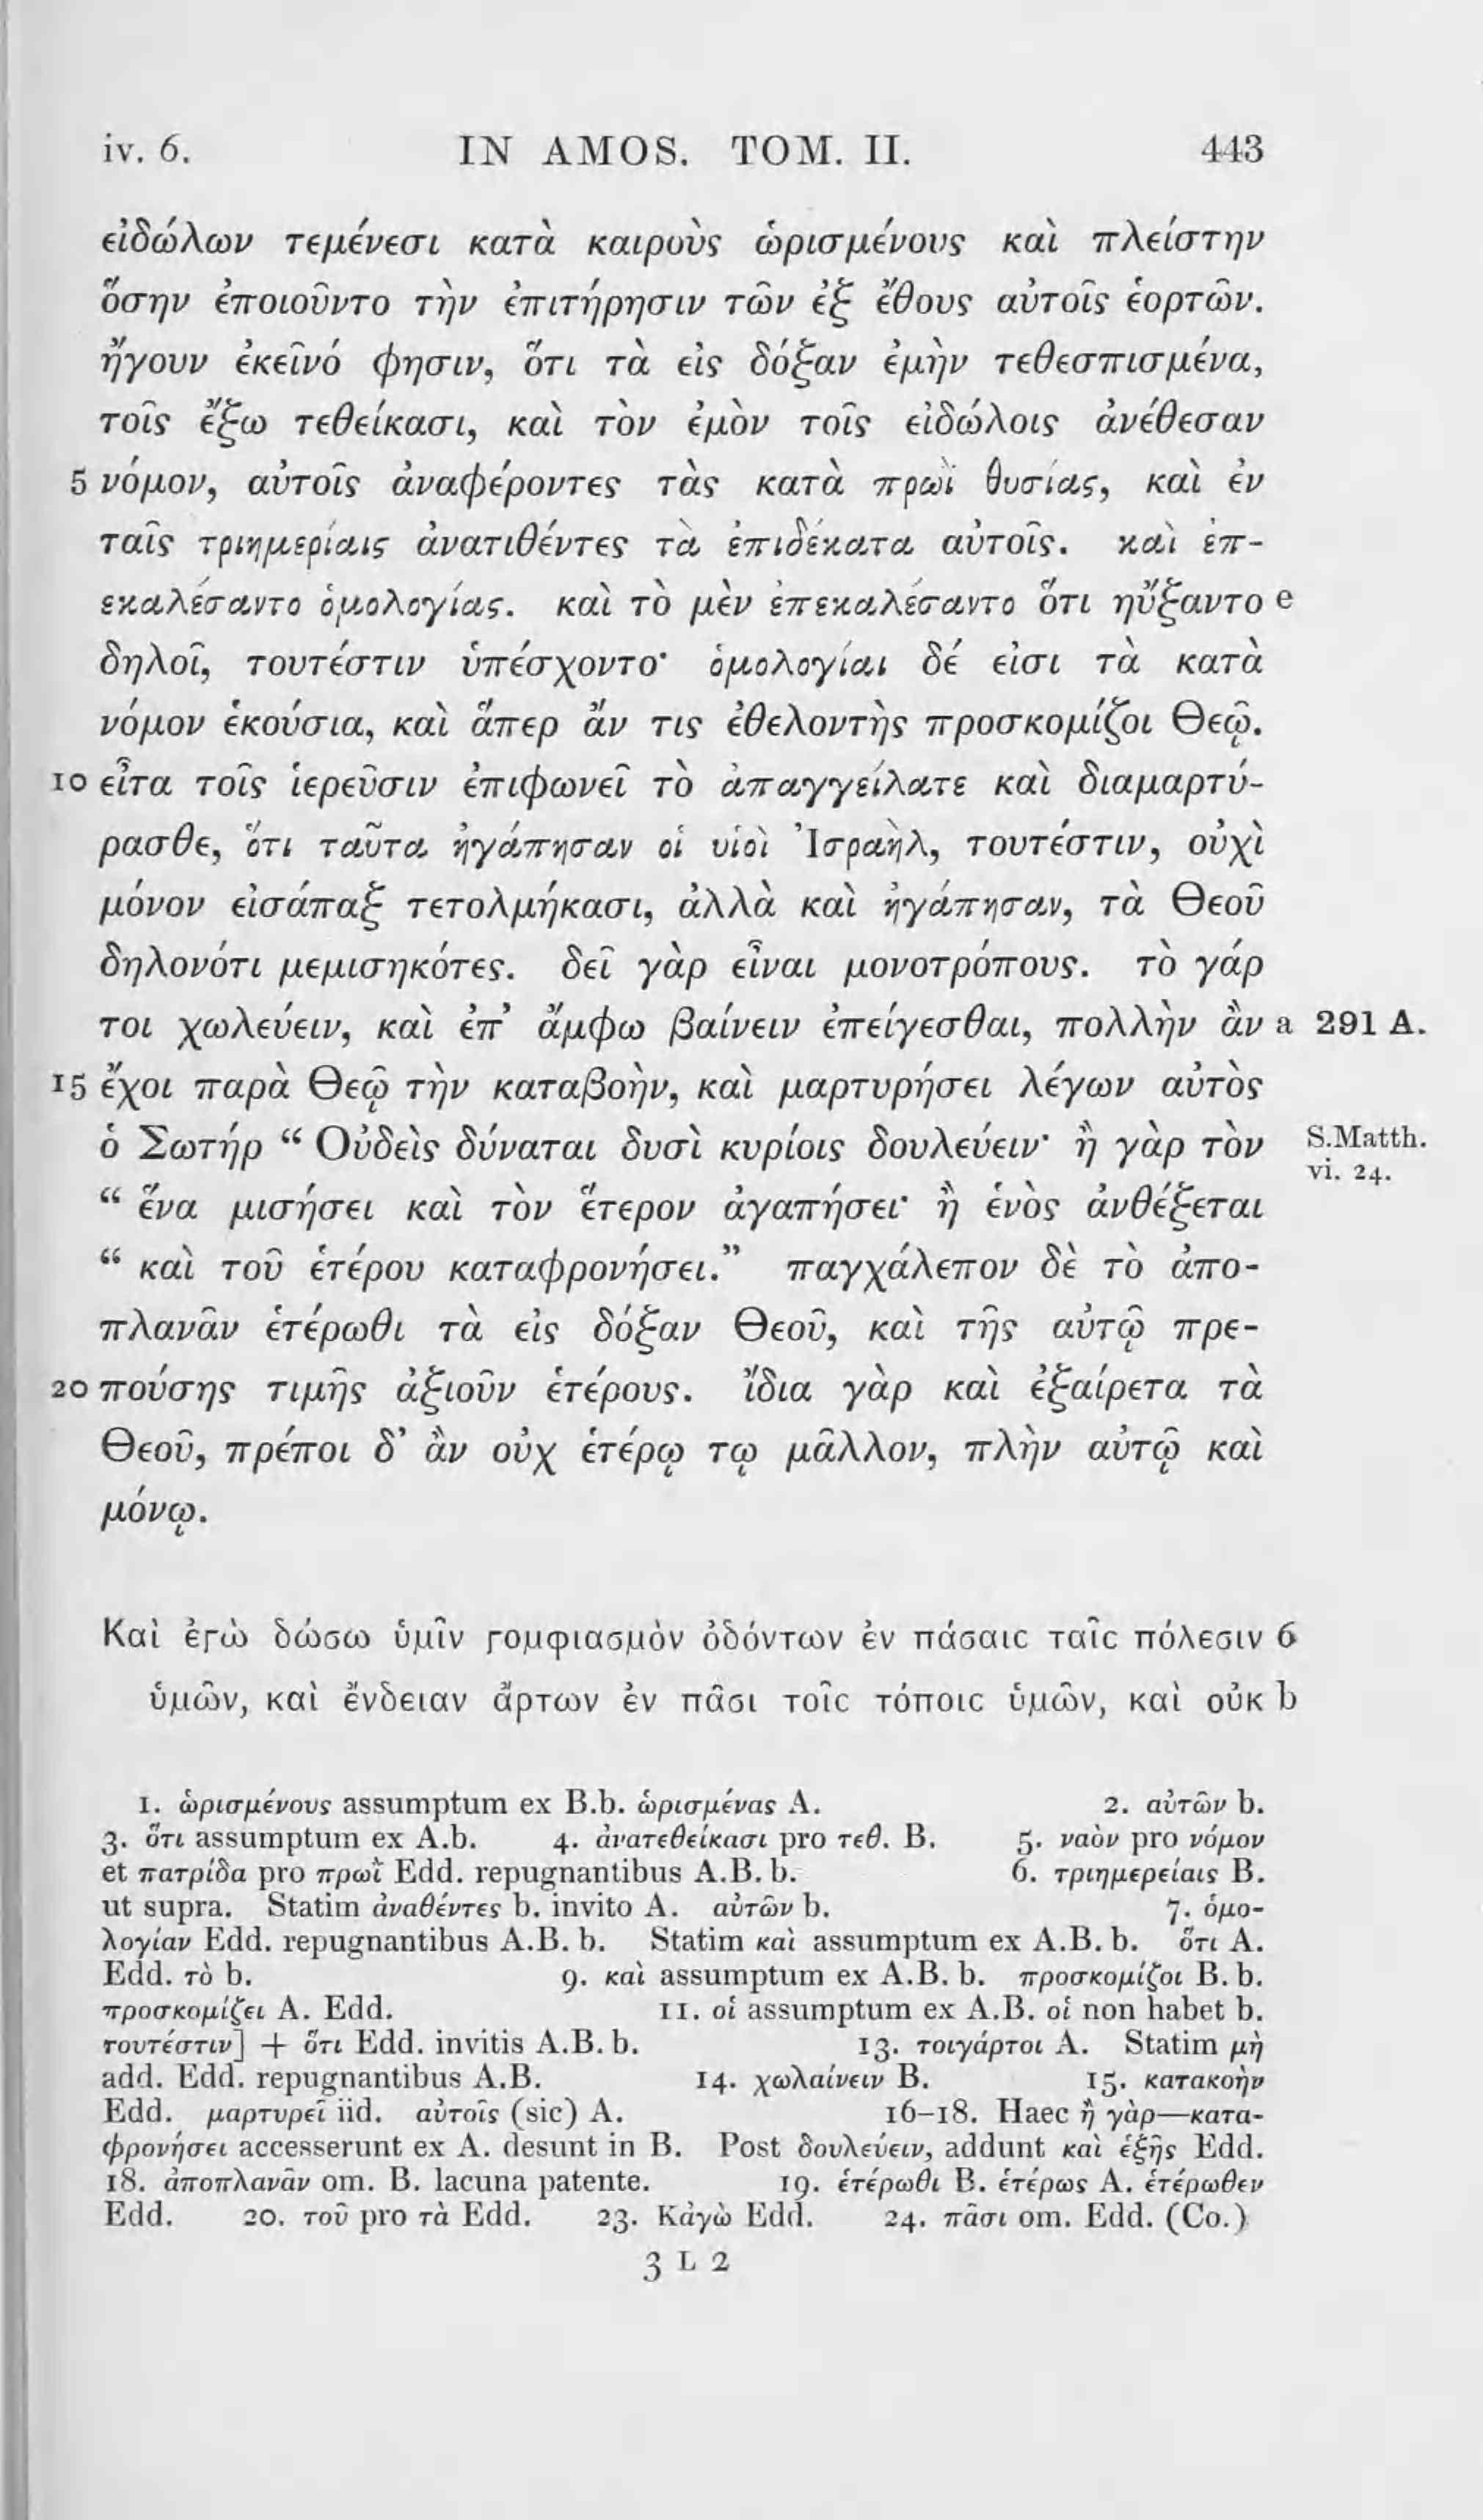 iv. 6. IN AMOS. TOM. II. 443
εἰδώλων τεμένεσι κατὰ καιροὺς ὡρισμένους καὶ πλείστην
ὅσην ἐποιοῦντο τὴν ἐπιτήρησιν τῶν ἐξ ἔθους αὐτοῖς ἑορτῶν.
ἤγουν ἐκεῖνό φησιν, ὅτι τὰ εἰς δόξαν ἐμὴν τεθεσπισμένα,
τοῖς ἔξω τεθείκασι, καὶ τὸν ἐμὸν τοῖς εἰδώλοις ἀνέθεσαν
5 νόμον, αὐτοῖς ἀναφέροντες τὰς κατὰ πρωῒ θυσίας, καὶ ἐν
ταῖς τριημερίαις ἀνατιθέντες τὰ ἐπιδέκατα αὐτοῖς. καὶ ἐπ-
εκαλέσαντο ὁμολογίας. καὶ τὸ μὲν ἐπεκαλέσαντο ὅτι ηὔξαντο e
δηλοῖ, τουτέστιν ὑπέσχοντο· ὁμολογίαι δέ εἰσι τὰ κατὰ
νόμον ἑκούσια, καὶ ἅπερ ἄν τις ἐθελοντὴς προσκομίζοι Θεῷ.
10 εἶτα τοῖς ἱερεῦσιν ἐπιφωνεῖ τὸ ἀπαγγείλατε καὶ διαμαρτύ-
ρασθε, ὅτι ταῦτα ἠγάπησαν οἱ υἱοὶ Ἰσραὴλ, τουτέστιν, οὐχὶ
μόνον εἰσάπαξ τετολμήκασι, ἀλλὰ καὶ ἠγάπησαν, τὰ Θεοῦ
δηλονότι μεμισηκότες. δεῖ γὰρ εἶναι μονοτρόπους. τὸ γάρ
τοι χωλεύειν, καὶ ἐπ’ ἄμφω βαίνειν ἐπείγεσθαι, πολλὴν ἂν a 291 A.
15 ἔχοι παρὰ Θεῷ τὴν καταβοὴν, καὶ μαρτυρήσει λέγων αὐτὸς
ὁ Σωτήρ “ Οὐδεὶς δύναται δυσὶ κυρίοις δουλεύειν· ἢ γὰρ τὸν S.Matth. vi. 24.
“ ἕνα μισήσει καὶ τὸν ἕτερον ἀγαπήσει· ἢ ἑνὸς ἀνθέξεται
“ καὶ τοῦ ἑτέρου καταφρονήσει.” παγχάλεπον δὲ τὸ ἀπο-
πλανᾶν ἑτέρωθι τὰ εἰς δόξαν Θεοῦ, καὶ τῆς αὐτῷ πρε-
20 πούσης τιμῆς ἀξιοῦν ἑτέρους. ἴδια γὰρ καὶ ἐξαίρετα τὰ
Θεοῦ, πρέποι δ’ ἂν οὐχ ἑτέρῳ τῳ μᾶλλον, πλὴν αὐτῷ καὶ
μόνῳ.
Καὶ ἐγὼ δώσω ὑμῖν γομφιασμὸν ὀδόντων ἐν πάσαις ταῖς πόλεσιν 6
ὑμῶν, καὶ ἔνδειαν ἄρτων ἐν πᾶσι τοῖς τόποις ὑμῶν, καὶ οὐκ b
1. ὡρισμένους assumptum ex B.b. ὡρισμένας A. 2. αὐτῶν b.
3. ὅτι assumptum ex A.b. 4. ἀνατεθείκασι pro τεθ. B. 5. ναὸν pro νόμον
et πατρίδα pro πρωῒ Edd. repugnantibus A.B. b. 6. τριημερείαις B.
ut supra. Statim ἀναθέντες b. invito A. αὐτῶν b. 7. ὁμο-
λογίαν Edd. repugnantibus A.B. b. Statim καὶ assumptum ex A.B. b. ὅτι A.
Edd. τὸ b. 9. καὶ assumptum ex A.B. b. προσκομίζοι B. b.
προσκομίζει A. Edd. 11. οἱ assumptum ex A.B. οἱ non habet b.
τουτέστιν] + ὅτι Edd. invitis A.B. b. 13. τοιγάρτοι A. Statim μὴ
add. Edd. repugnantibus A.B. 14. χωλαίνειν B. 15. κατακοὴν
Edd. μαρτυρεῖ iid. αὐτοῖς (sic) A. 16–18. Haec ἢ γὰρ—κατα-
φρονήσει accesserunt ex A. desunt in B. Post δουλεύειν, addunt καὶ ἑξῆς Edd.
18. ἀποπλανᾶν om. B. lacuna patente. 19. ἑτέρωθι B. ἑτέρως A. ἑτέρωθεν
Edd. 20. τοῦ pro τὰ Edd. 23. Κἀγὼ Edd. 24. πᾶσι om. Edd. (Co.)
3 L 2